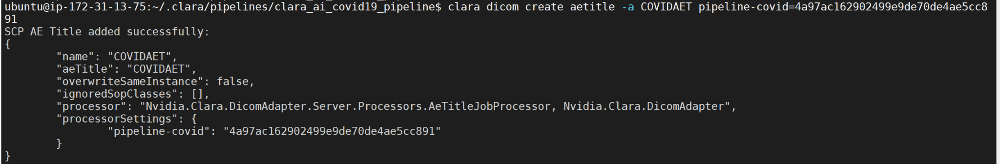 ubuntu@ip-172-31-13-75:~/.clara/pipelines/clara_ai_covid19_pipeline$ clara dicom create aetitle -a COVIDAET pipeline-covid=4a97ac162902499e9de70de4ae5cc8
91
SCP AE Title added successfully:
{
        "name": "COVIDAET",
        "aeTitle": "COVIDAET",
        "overwriteSameInstance": false,
        "ignoredSopClasses": [],
        "processor": "Nvidia.Clara.DicomAdapter.Server.Processors.AeTitleJobProcessor, Nvidia.Clara.DicomAdapter",
        "processorSettings": {
                "pipeline-covid": "4a97ac162902499e9de70de4ae5cc891"
        }
}